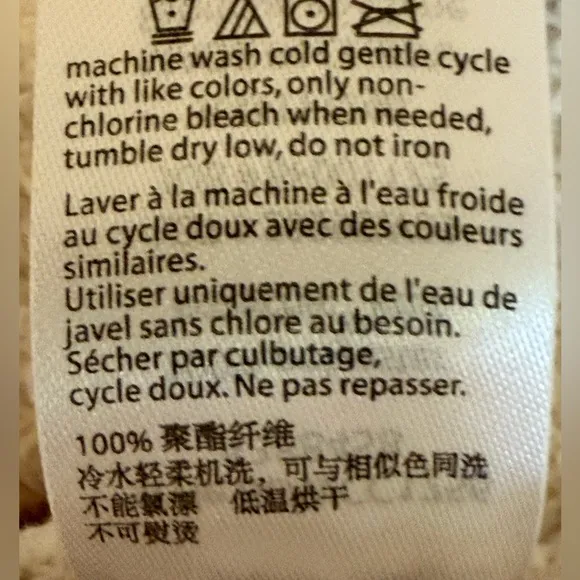 machine wash cold gentle cycle
with like colors, only non-
chlorine bleach when needed,
tumble dry low, do not iron
Laver à la machine à l'eau froide
au cycle doux avec des couleurs
similaires.
Utiliser uniquement de l'eau de
javel sans chlore au besoin.
Sécher par culbutage,
cycle doux. Ne pas repasser.
100% 聚酯纤维
冷水轻柔机洗，可与相似色同洗
不能氯漂 低温烘干
不可熨烫